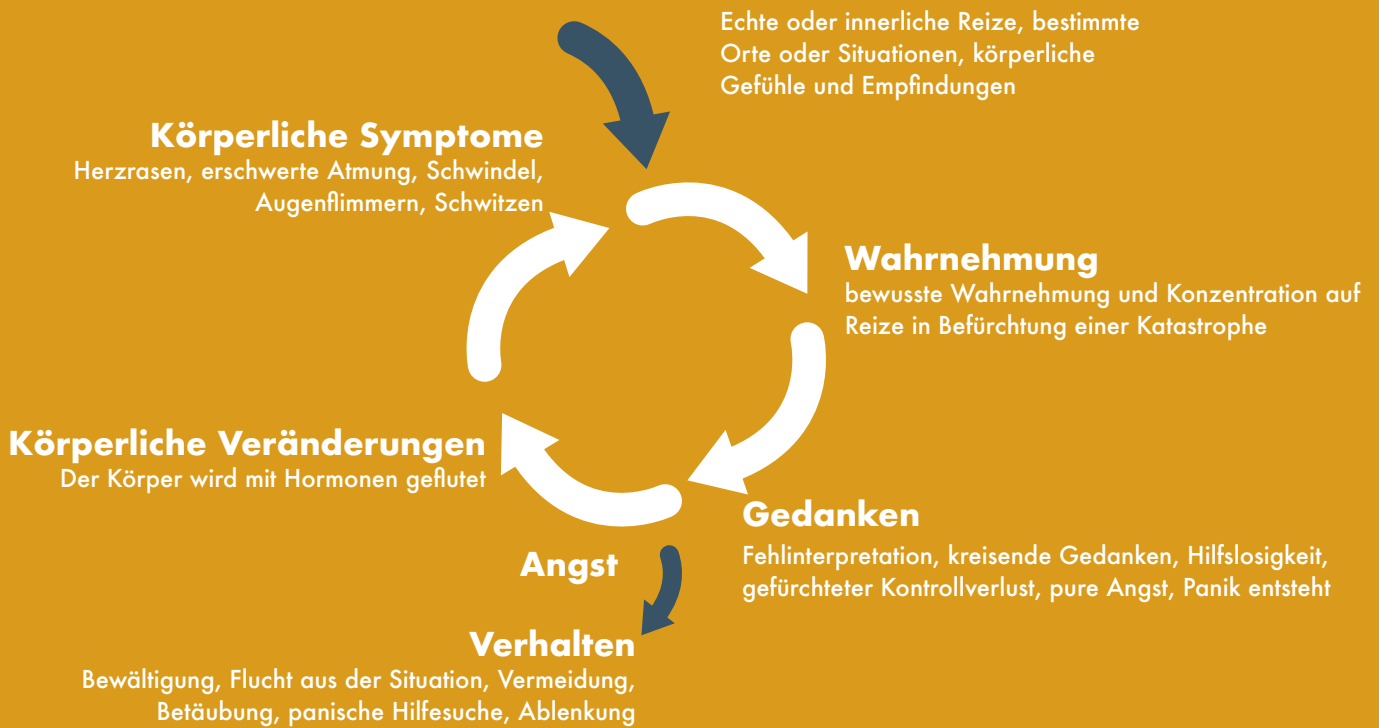 Echte oder innerliche Reize, bestimmte
Orte oder Situationen, körperliche
Gefühle und Empfindungen
Körperliche Symptome
Herzrasen, erschwerte Atmung, Schwindel,
Augenflimmern, Schwitzen
Wahrnehmung
bewusste Wahrnehmung und Konzentration auf
Reize in Befürchtung einer Katastrophe
Körperliche Veränderungen
Der Körper wird mit Hormonen geflutet
Gedanken
Fehlinterpretation, kreisende Gedanken, Hilfslosigkeit,
gefürchteter Kontrollverlust, pure Angst, Panik entsteht
Angst
Verhalten
Bewältigung, Flucht aus der Situation, Vermeidung,
Betäubung, panische Hilfesuche, Ablenkung